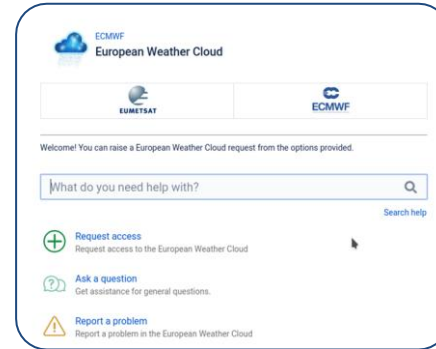 ECMWF
European Weather Cloud
EUMETSAT
ECMWF
Welcome! You can raise a European Weather Cloud request from the options provided.
What do you need help with?
Search help
Request access
Request access to the European Weather Cloud
Ask a question
Get assistance for general questions.
Report a problem
Report a problem in the European Weather Cloud